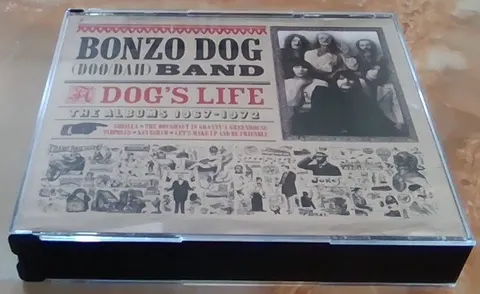 BONZO DOG
(DOO/DAH) BAND
A DOG'S LIFE
THE ALBUMS 1967-1972
GORILLA • THE DOUGHNUT IN GRANNY'S GREENHOUSE
TADPOLES • KEYNSHAM • LET'S MAKE UP AND BE FRIENDLY
JOKE!